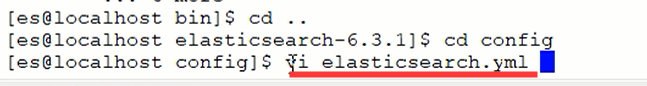 [es@localhost bin]$ cd ..
[es@localhost elasticsearch-6.3.1]$ cd config
[es@localhost config]$ vi elasticsearch.yml